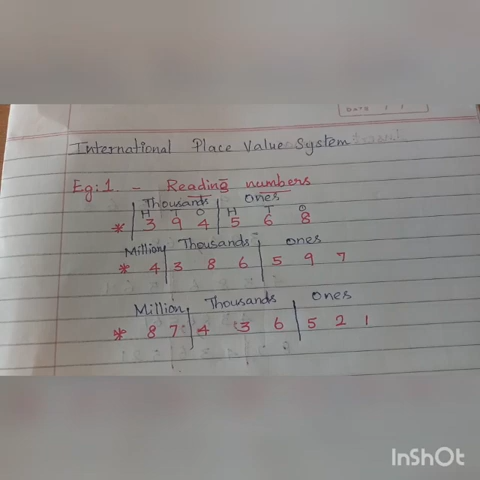 Date / /
International Place Value System
Eg:1. - Reading numbers
Thousands Ones
H T O H T O
* 3 9 4 5 6 8
Million Thousands ones
* 4 3 8 6 5 9 7
Million Thousands ones
* 8 7 4 3 6 5 2 1
InShOt